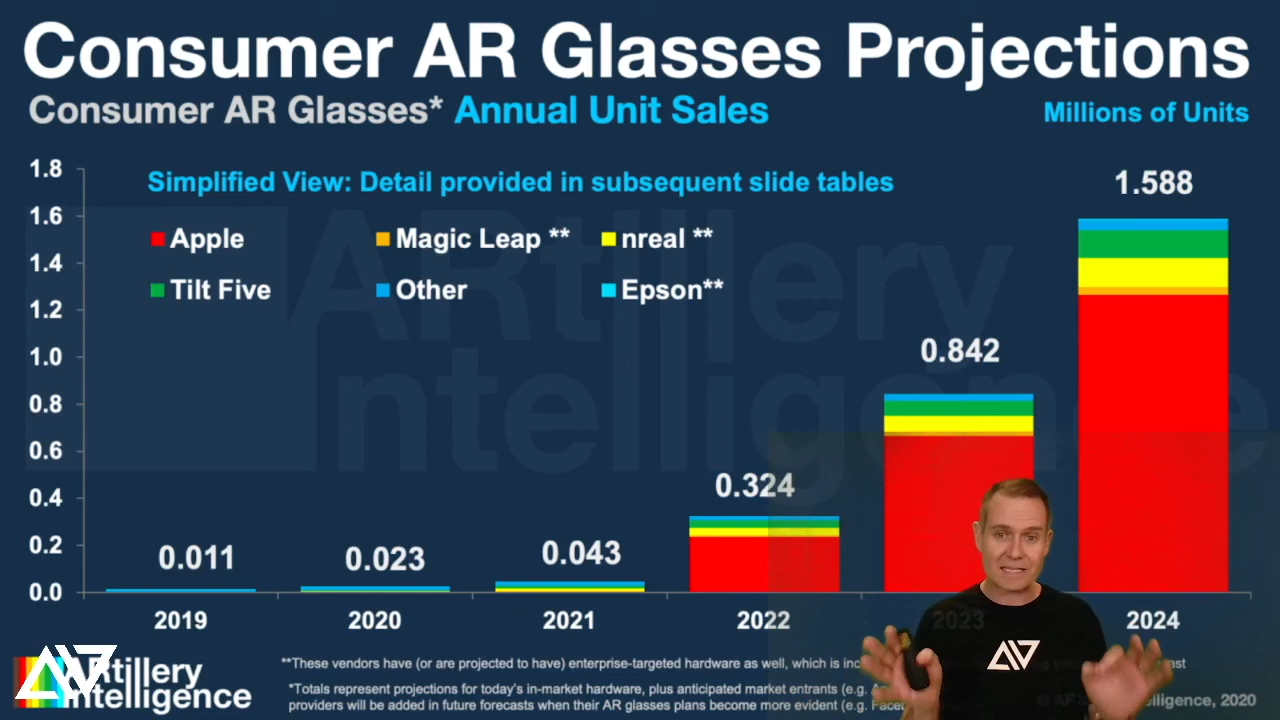 Consumer AR Glasses Projections
Consumer AR Glasses* Annual Unit Sales
Millions of Units
Simplified View: Detail provided in subsequent slide tables
Apple
Magic Leap **
nreal **
Tilt Five
Other
Epson**
1.8
1.6
1.4
1.2
1.0
0.8
0.6
0.4
0.2
0.0
0.011
0.023
0.043
0.324
0.842
1.588
2019
2020
2021
2022
2023
2024
ARtillery
Intelligence
ARtillery
Intelligence
**These vendors have (or are projected to have) enterprise-targeted hardware as well, which is
*Totals represent projections for today's in-market hardware, plus anticipated market entrants (e.g.
providers will be added in future forecasts when their AR glasses plans become more evident (e.g.
2020